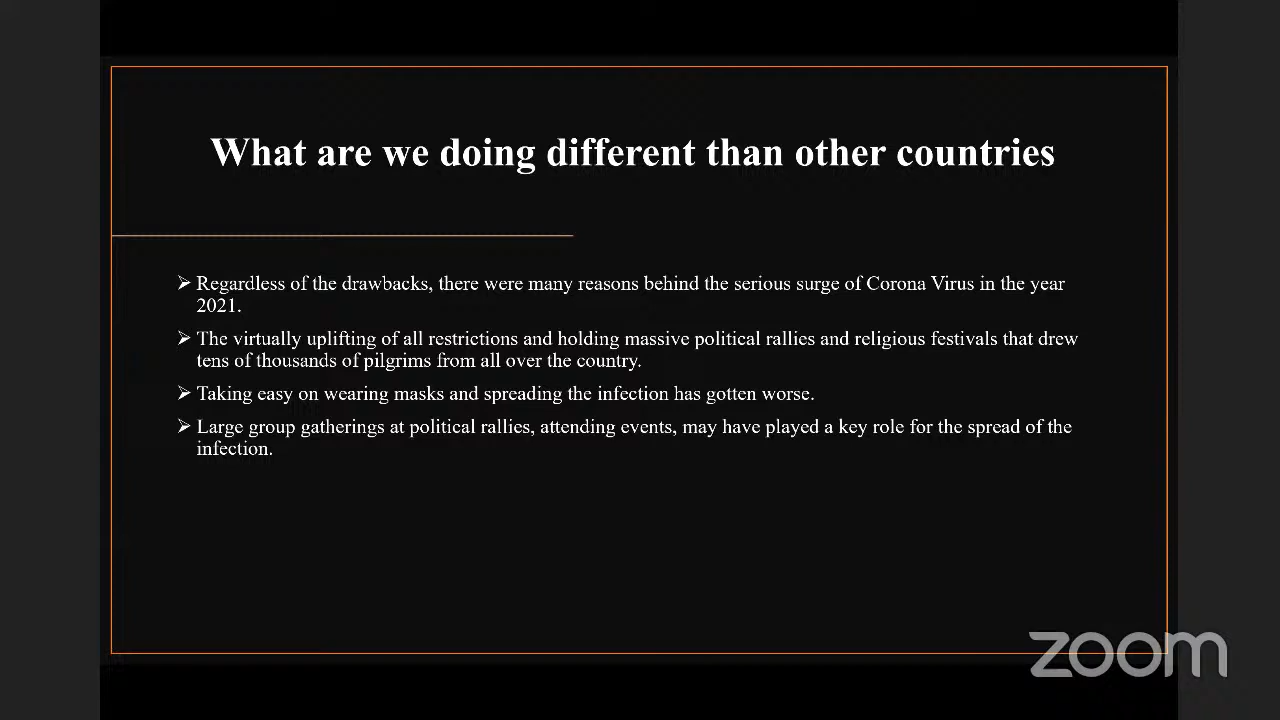 What are we doing different than other countries
➢ Regardless of the drawbacks, there were many reasons behind the serious surge of Corona Virus in the year
2021.
➢ The virtually uplifting of all restrictions and holding massive political rallies and religious festivals that drew
tens of thousands of pilgrims from all over the country.
➢ Taking easy on wearing masks and spreading the infection has gotten worse.
➢ Large group gatherings at political rallies, attending events, may have played a key role for the spread of the
infection.
zoom